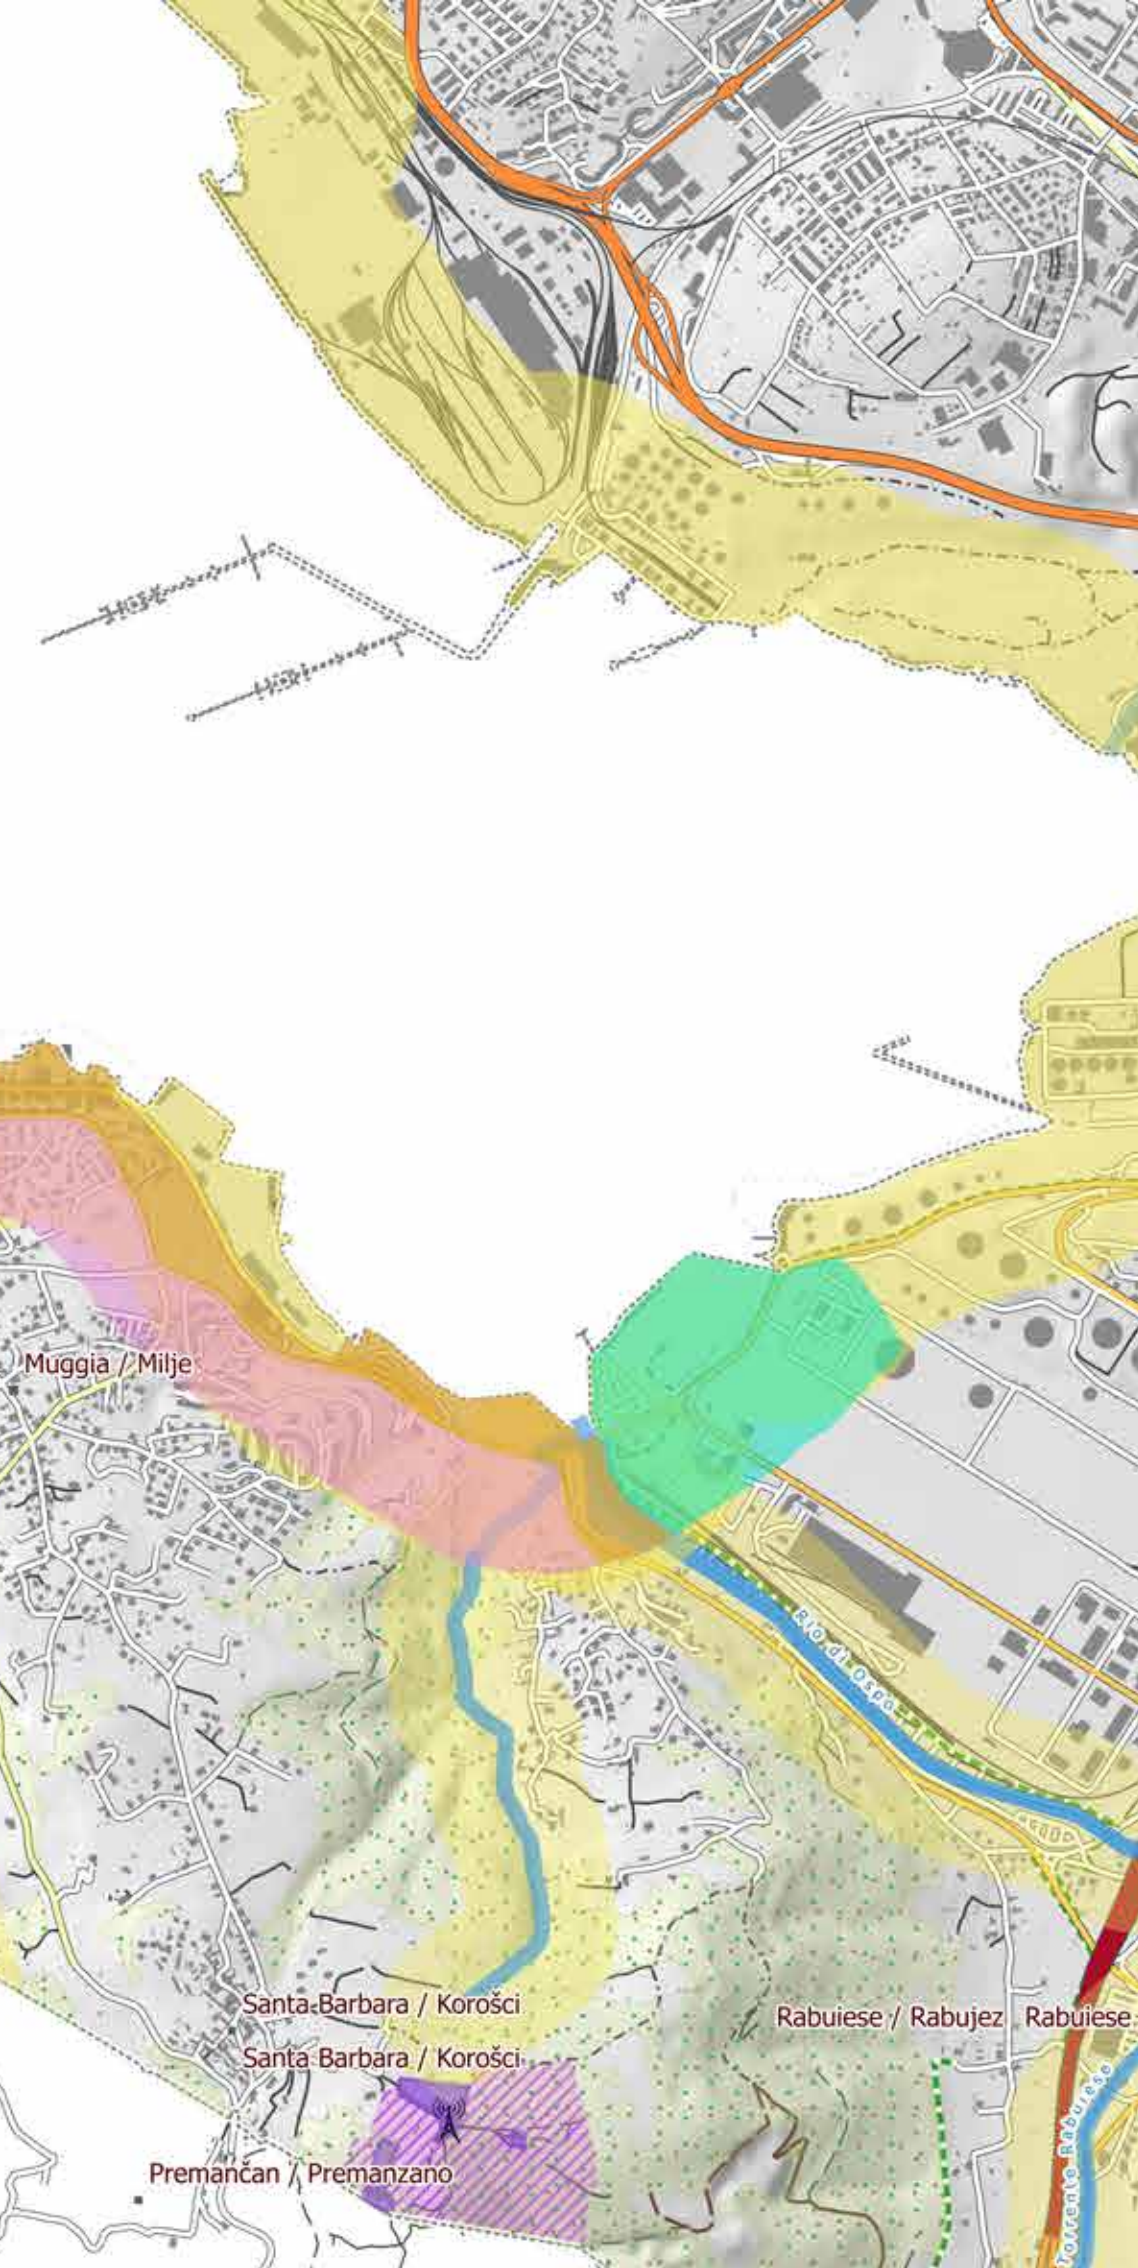 Muggia / Milje
Rio di Ospo
Santa Barbara / Korošci
Rabuiese / Rabujez
Rabuiese
Santa Barbara / Korošci
Torrente Rabuiese
Premančan / Premanzano